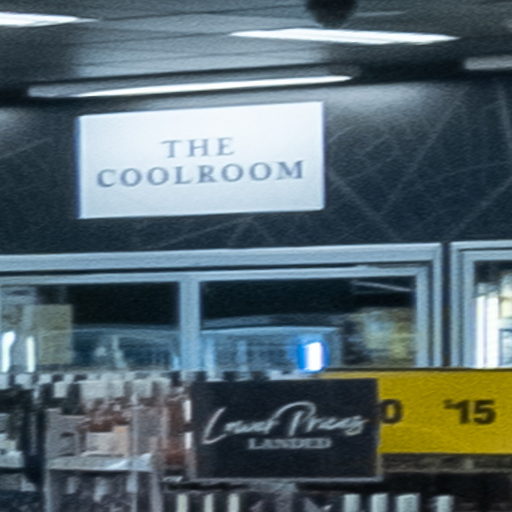 THE
COOLROOM
Lower Prices
LANDED
0
$15